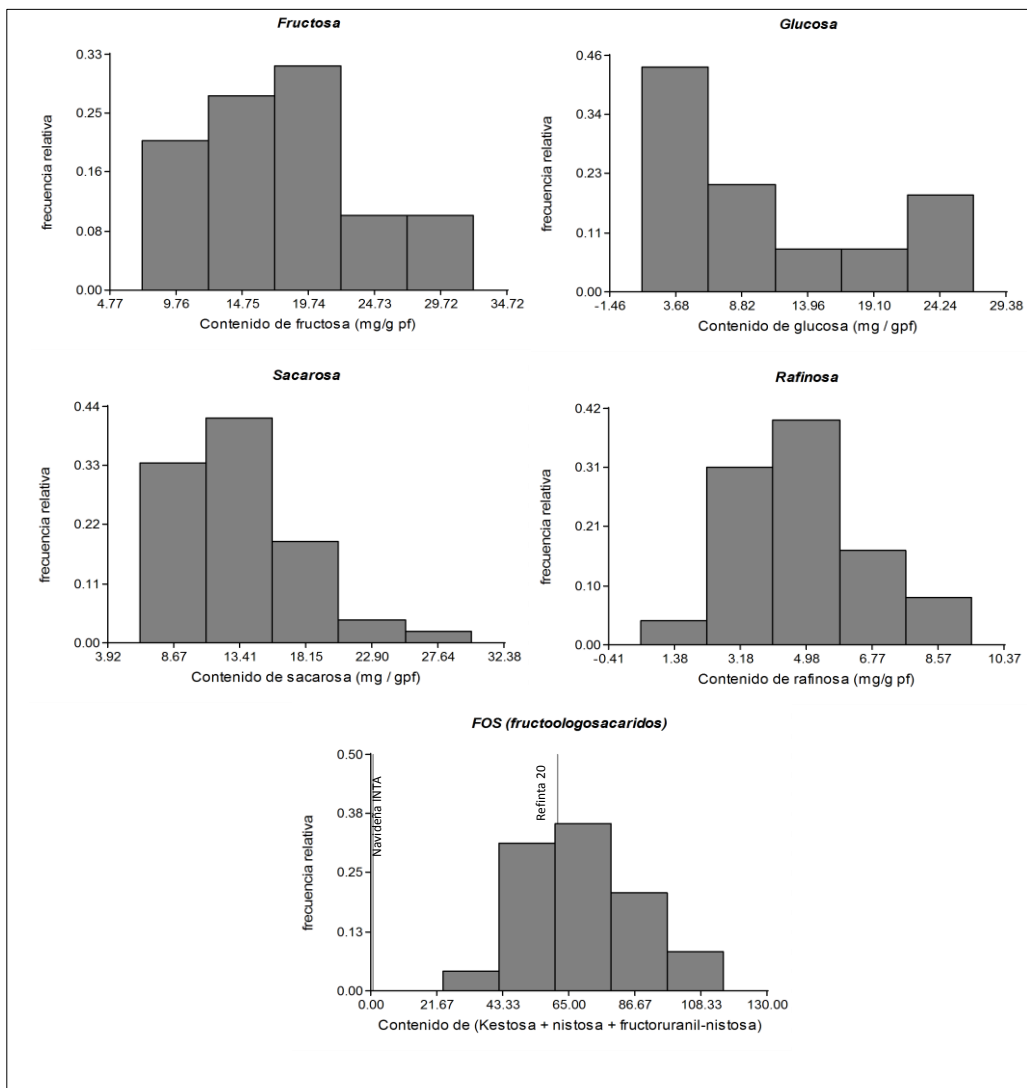 Fructosa
0.33
0.25
0.16
0.08
0.00
frecuencia relativa
4.77 9.76 14.75 19.74 24.73 29.72 34.72
Contenido de fructosa (mg/g pf)
Glucosa
0.46
0.34
0.23
0.11
0.00
frecuencia relativa
-1.46 3.68 8.82 13.96 19.10 24.24 29.38
Contenido de glucosa (mg / gpf)
Sacarosa
0.44
0.33
0.22
0.11
0.00
frecuencia relativa
3.92 8.67 13.41 18.15 22.90 27.64 32.38
Contenido de sacarosa (mg / gpf)
Rafinosa
0.42
0.31
0.21
0.10
0.00
frecuencia relativa
-0.41 1.38 3.18 4.98 6.77 8.57 10.37
Contenido de rafinosa (mg/g pf)
FOS (fructoologosacaridos)
0.50
0.38
0.25
0.13
0.00
frecuencia relativa
Navideña INTA
Refinta 20
0.00 21.67 43.33 65.00 86.67 108.33 130.00
Contenido de (Kestosa + nistosa + fructoruranil-nistosa)